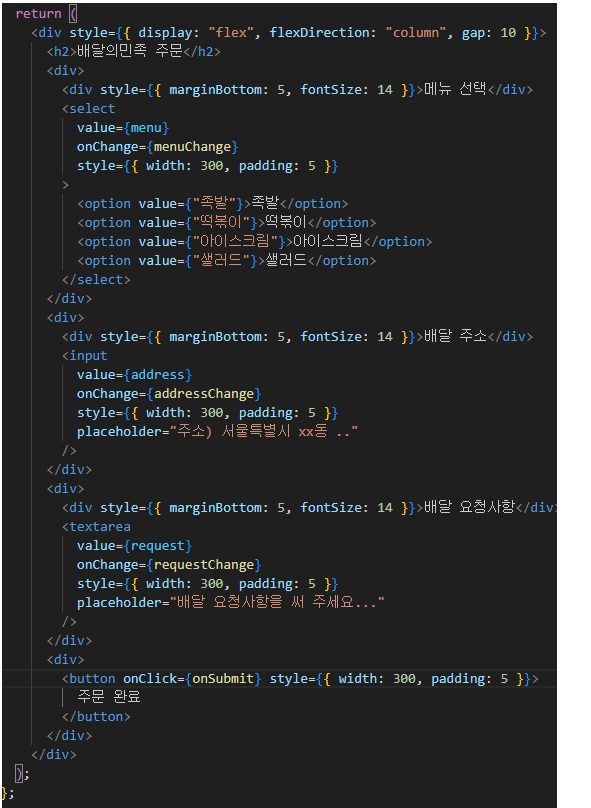 return (
<div style={{ display: "flex", flexDirection: "column", gap: 10 }}>
<h2>배달의민족 주문</h2>
<div>
<div style={{ marginBottom: 5, fontSize: 14 }}>메뉴 선택</div>
<select
value={menu}
onChange={menuChange}
style={{ width: 300, padding: 5 }}
>
<option value={"족발"}>족발</option>
<option value={"떡볶이"}>떡볶이</option>
<option value={"아이스크림"}>아이스크림</option>
<option value={"샐러드"}>샐러드</option>
</select>
</div>
<div>
<div style={{ marginBottom: 5, fontSize: 14 }}>배달 주소</div>
<input
value={address}
onChange={addressChange}
style={{ width: 300, padding: 5 }}
placeholder="주소) 서울특별시 xx동 .."
/>
</div>
<div>
<div style={{ marginBottom: 5, fontSize: 14 }}>배달 요청사항</div>
<textarea
value={request}
onChange={requestChange}
style={{ width: 300, padding: 5 }}
placeholder="배달 요청사항을 써 주세요..."
/>
</div>
<div>
<button onClick={onSubmit} style={{ width: 300, padding: 5 }}>
주문 완료
</button>
</div>
</div>
);
};